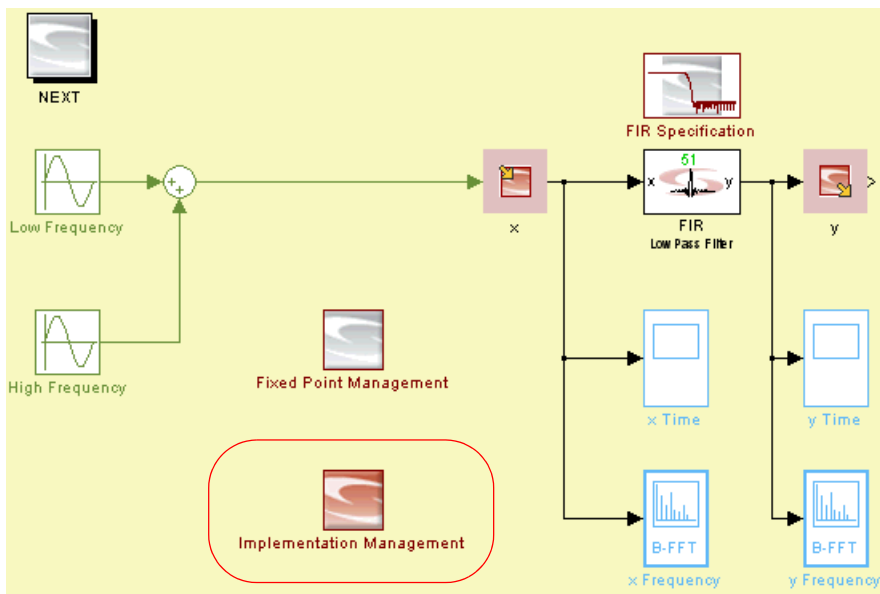 NEXT
FIR Specification
51
x y
Low Frequency
x
FIR
Low Pass Filter
y
High Frequency
Fixed Point Management
x Time
y Time
Implementation Management
B-FFT
B-FFT
x Frequency
y Frequency